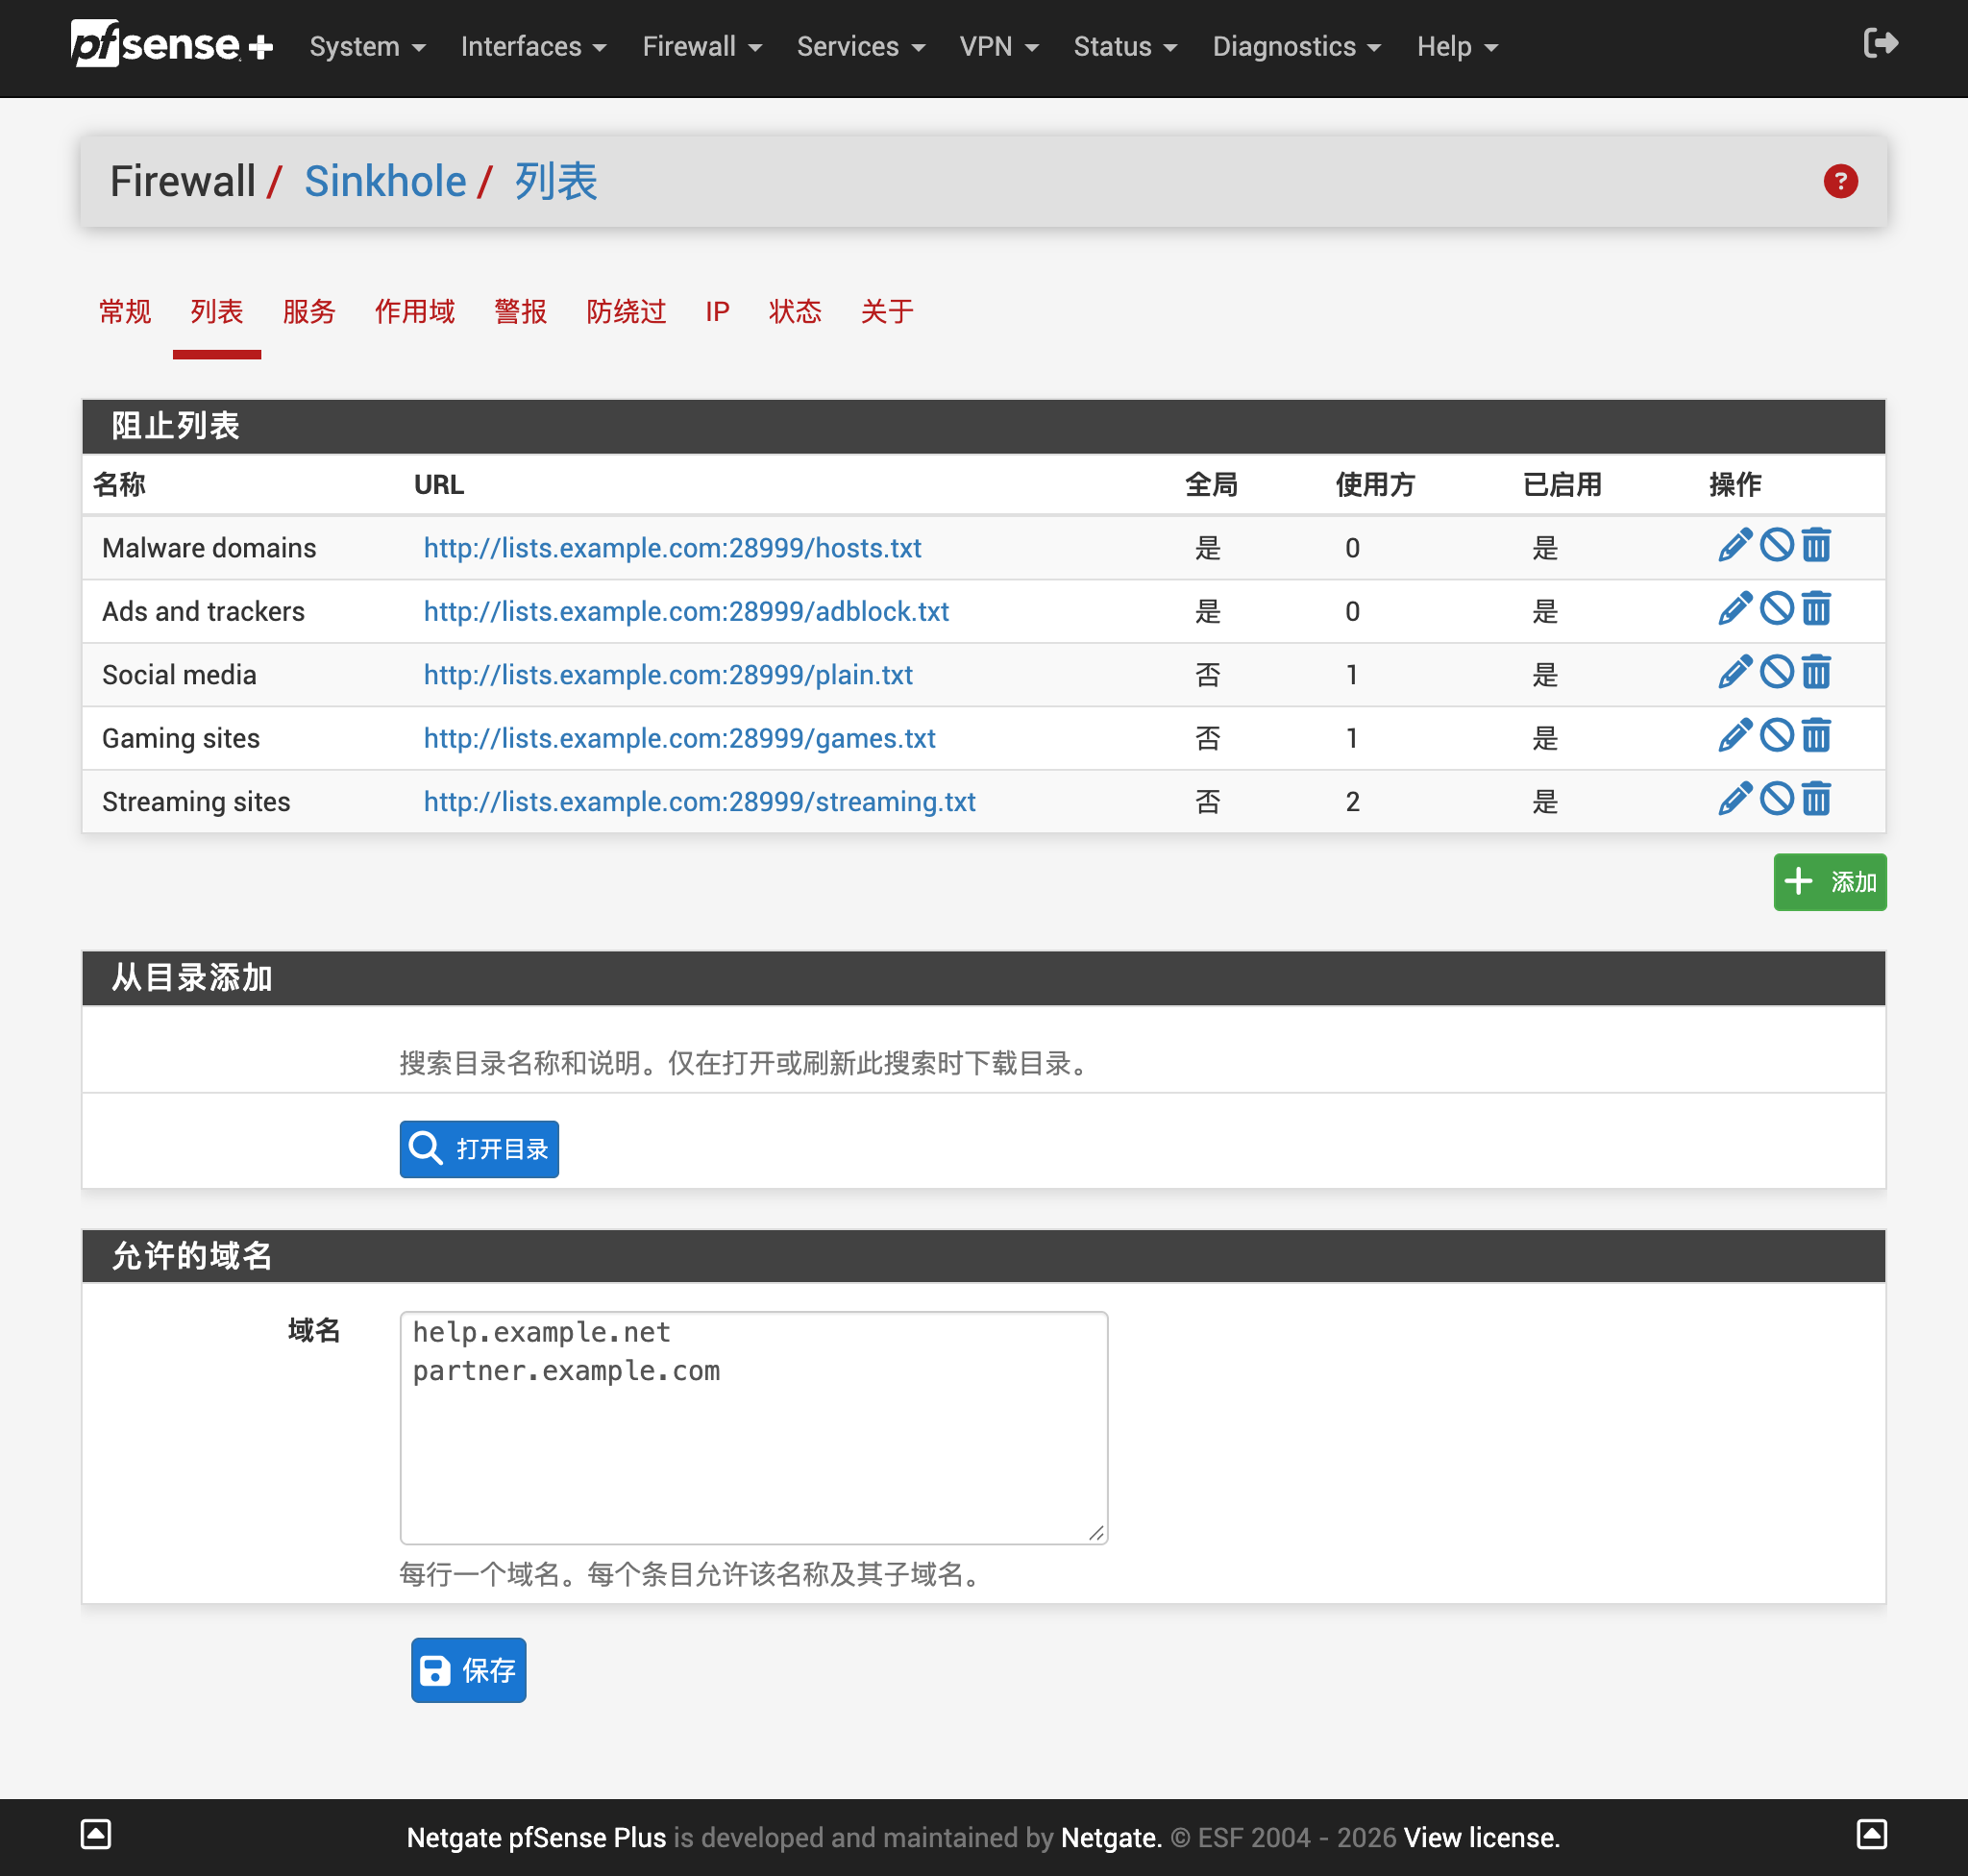 pfsense +
System Interfaces Firewall Services VPN Status Diagnostics Help
Firewall / Sinkhole / 列表
?
常规 列表 服务 作用域 警报 防绕过 IP 状态 关于
阻止列表
名称 URL 全局 使用方 已启用 操作
Malware domains http://lists.example.com:28999/hosts.txt 是 0 是
Ads and trackers http://lists.example.com:28999/adblock.txt 是 0 是
Social media http://lists.example.com:28999/plain.txt 否 1 是
Gaming sites http://lists.example.com:28999/games.txt 否 1 是
Streaming sites http://lists.example.com:28999/streaming.txt 否 2 是
添加
从目录添加
搜索目录名称和说明。仅在打开或刷新此搜索时下载目录。
打开目录
允许的域名
域名
help.example.net
partner.example.com
每行一个域名。每个条目允许该名称及其子域名。
保存
Netgate pfSense Plus is developed and maintained by Netgate. © ESF 2004 - 2026 View license.